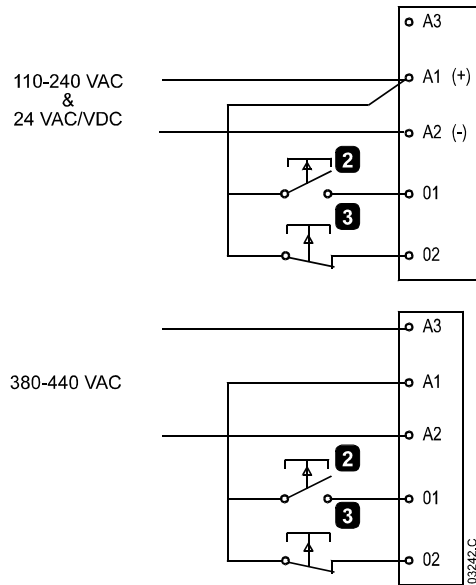 A3
110-240 VAC
&
24 VAC/VDC
A1 (+)
A2 (-)
2
01
3
02
A3
380-440 VAC
A1
A2
2
01
3
02
03242.C